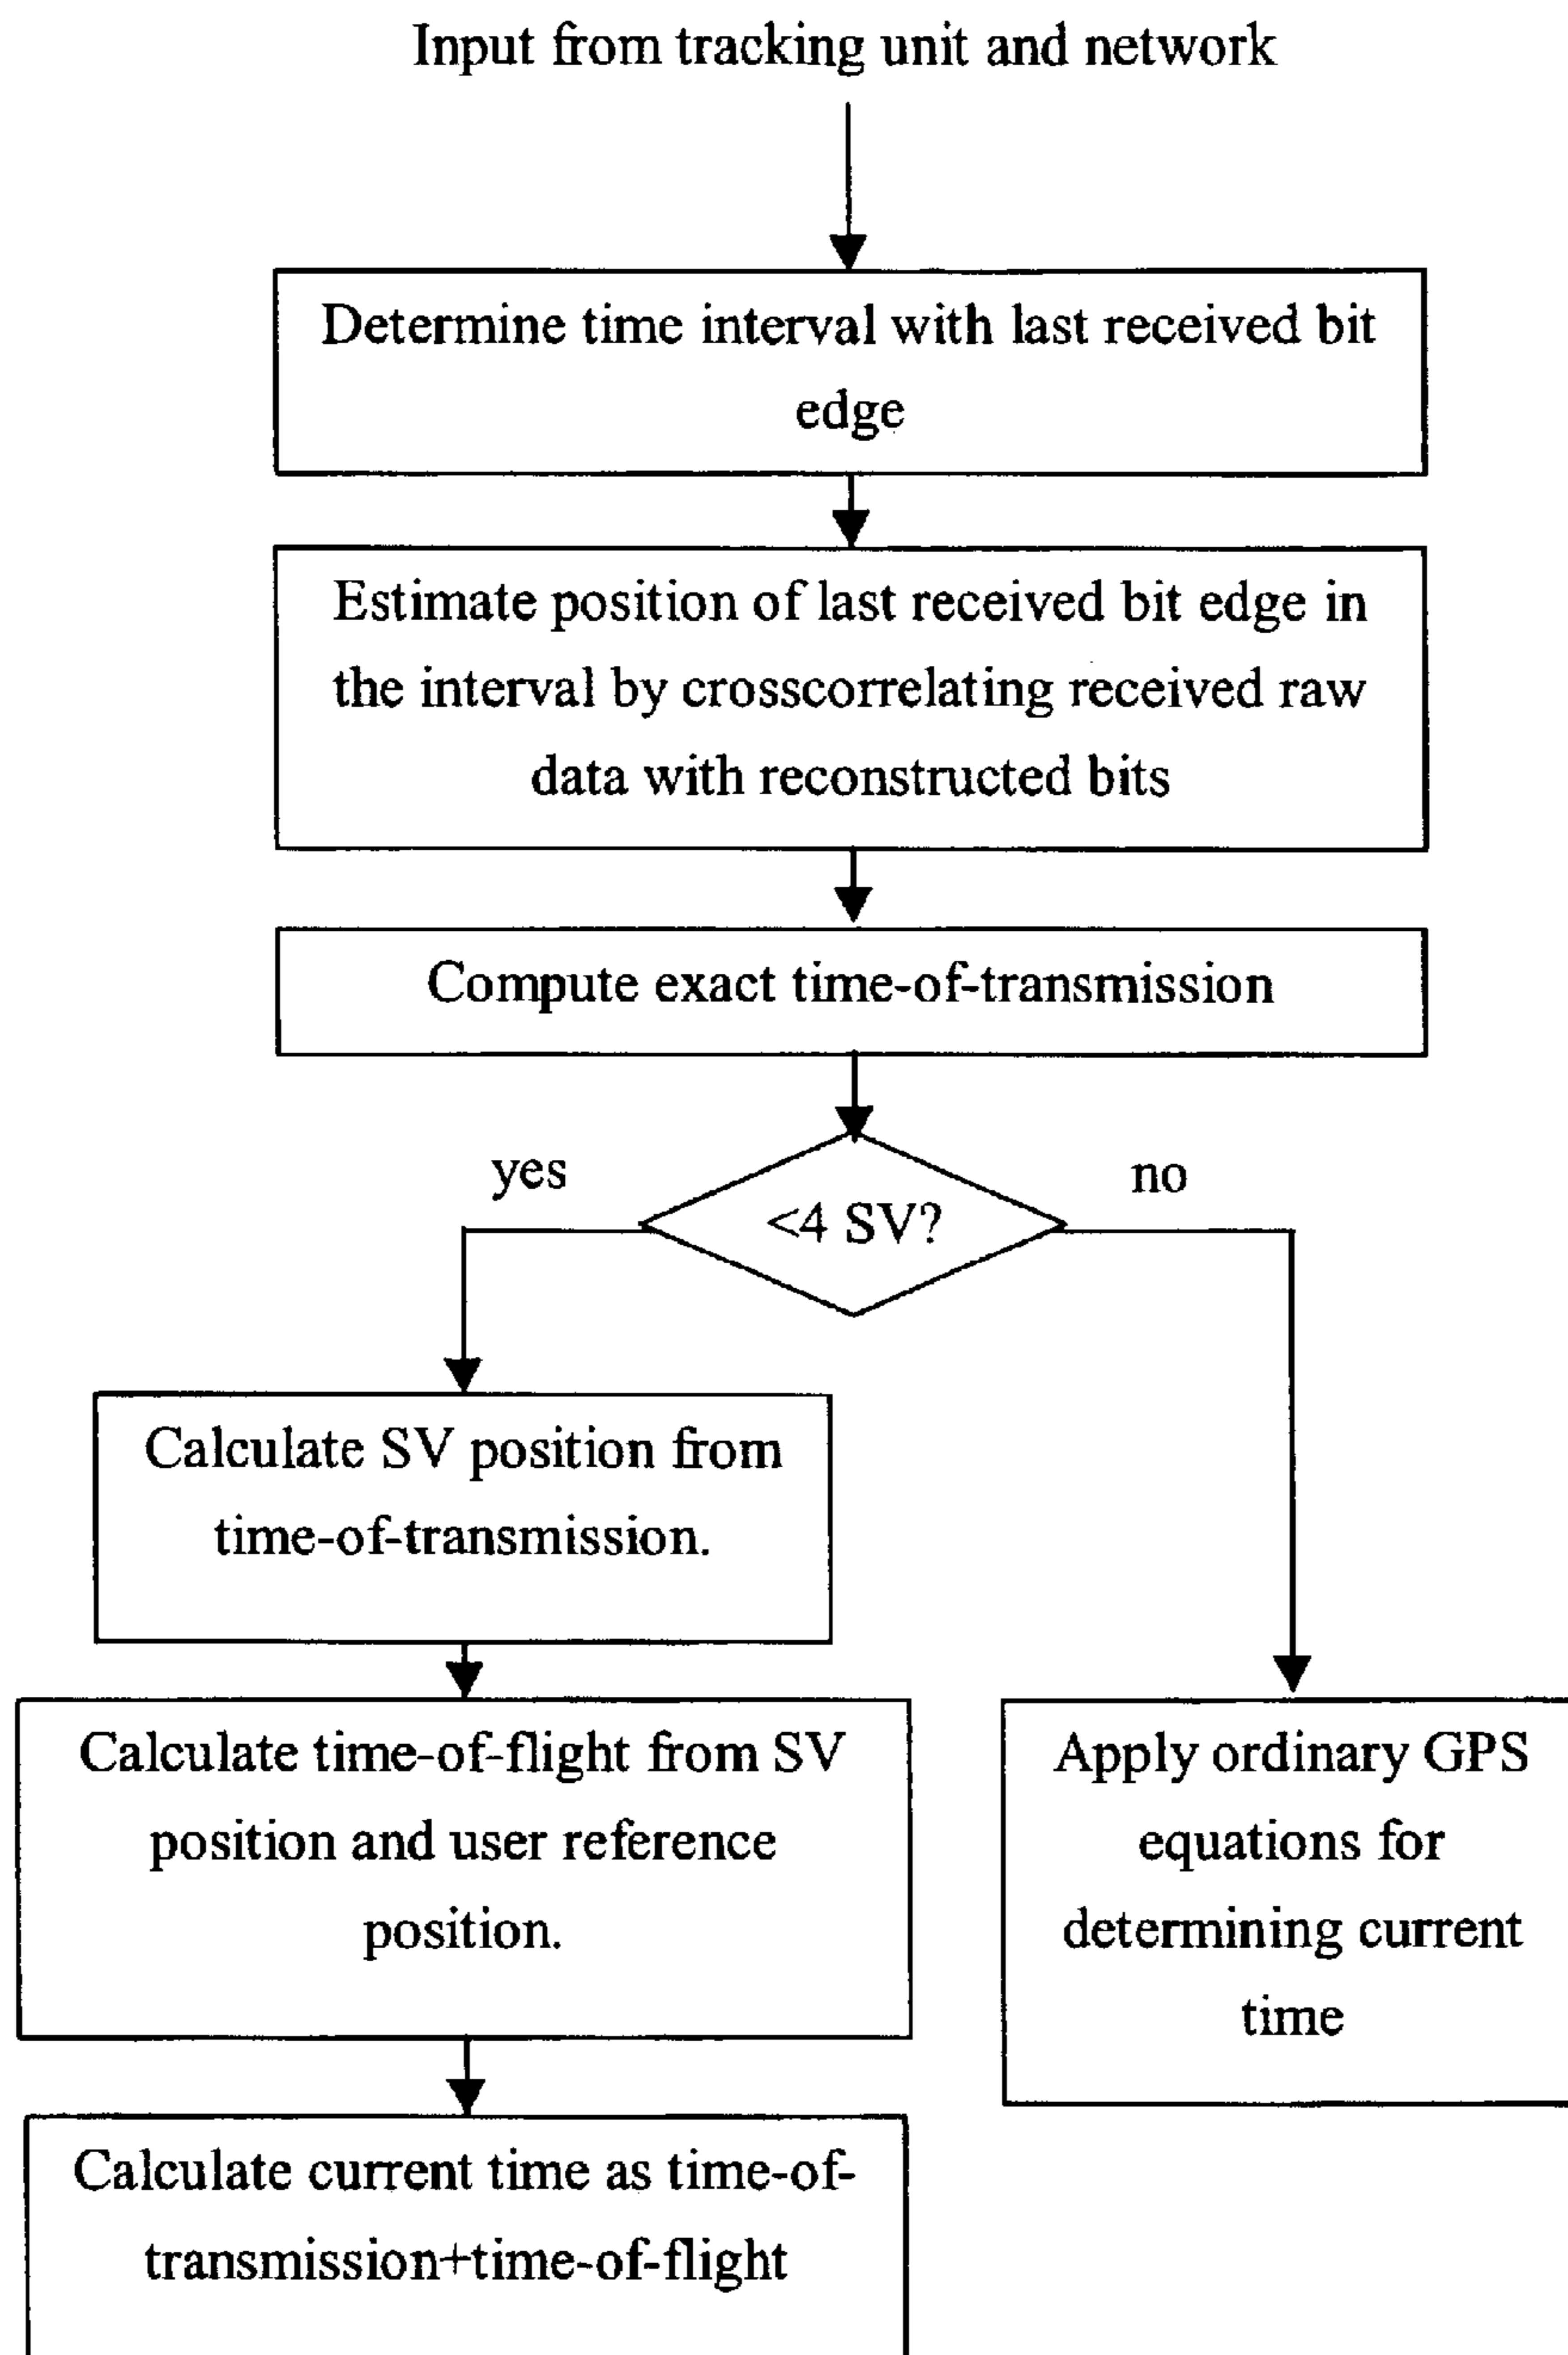 Input from tracking unit and network
Determine time interval with last received bit
edge
Estimate position of last received bit edge in
the interval by crosscorrelating received raw
data with reconstructed bits
Compute exact time-of-transmission
yes
no
<4 SV?
Calculate SV position from
time-of-transmission.
Calculate time-of-flight from SV
position and user reference
position.
Apply ordinary GPS
equations for
determining current
time
Calculate current time as time-of-
transmission+time-of-flight